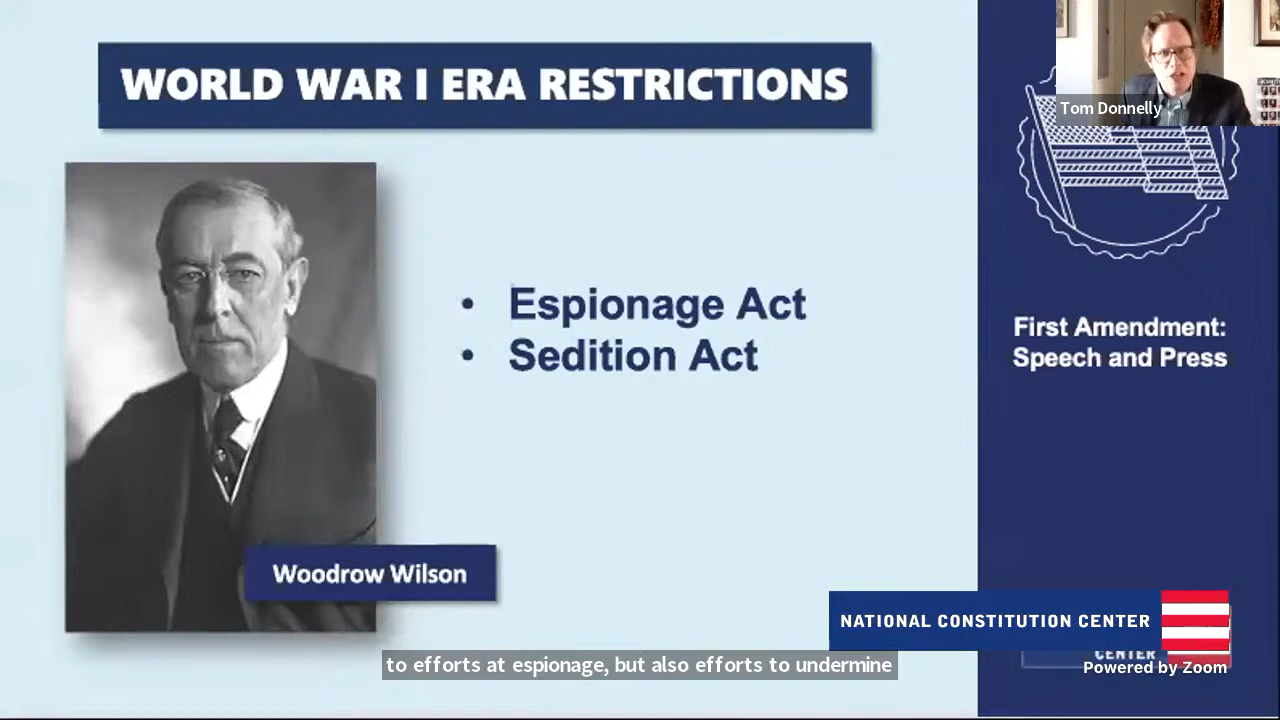 WORLD WAR I ERA RESTRICTIONS
Tom Donnelly
• Espionage Act
• Sedition Act
First Amendment:
Speech and Press
Woodrow Wilson
NATIONAL CONSTITUTION CENTER
CENTER
to efforts at espionage, but also efforts to undermine
Powered by Zoom